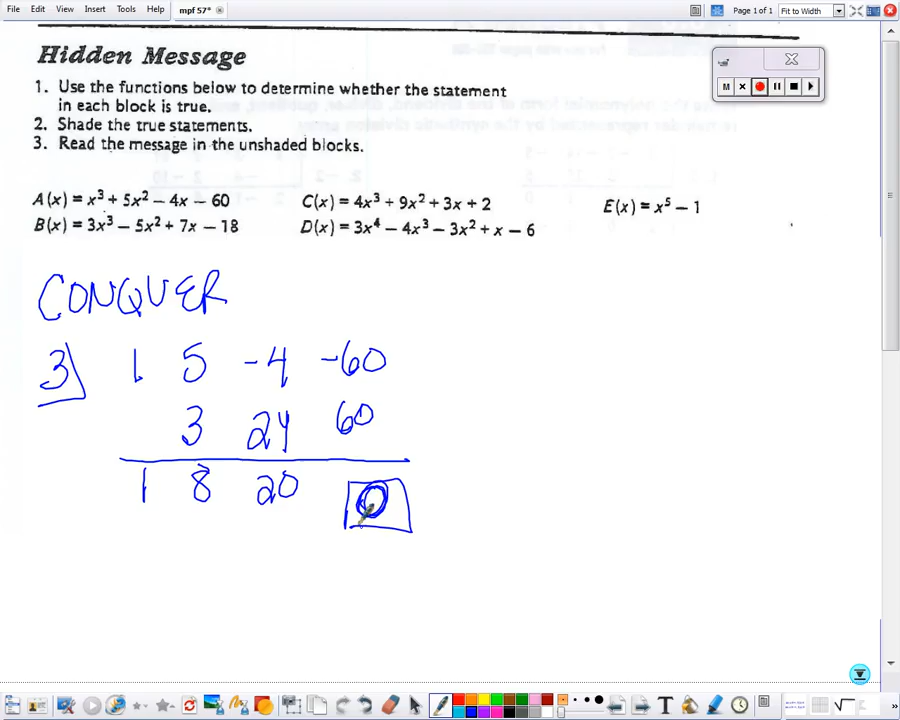 File Edit View Insert Actions Tools Help mpf 57* Page 1 of 1 Fit to Width
Hidden Message
1. Use the functions below to determine whether the statement
in each block is true.
2. Shade the true statements.
3. Read the message in the unshaded blocks.
A(x) = x³ + 5x² − 4x − 60
C(x) = 4x³ + 9x² + 3x + 2
E(x) = x⁵ − 1
B(x) = 3x³ − 5x² + 7x − 18
D(x) = 3x⁴ − 4x³ − 3x² + x − 6
CONQUER
3 1 5 -4 -60
3 24 60
1 8 20 0